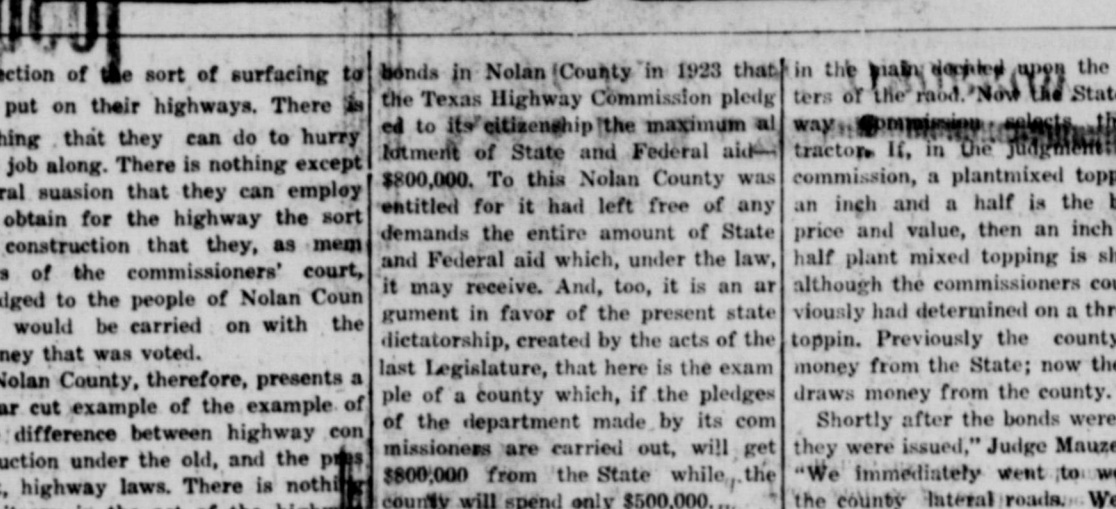 ection of the sort of surfacing to
put on their highways. There is
hing that they can do to hurry
job along. There is nothing except
ral suasion that they can employ
obtain for the highway the sort
construction that they, as mem
s of the commissioners' court,
dged to the people of Nolan Coun
would be carried on with the
ney that was voted.
Nolan County, therefore, presents a
ar cut example of the example of
difference between highway con
uction under the old, and the pres
, highway laws. There is nothing
bonds in Nolan County in 1923 that
the Texas Highway Commission pledg
ed to its citizenship the maximum al
lotment of State and Federal aid—
$800,000. To this Nolan County was
entitled for it had left free of any
demands the entire amount of State
and Federal aid which, under the law,
it may receive. And, too, it is an ar
gument in favor of the present state
dictatorship, created by the acts of the
last Legislature, that here is the exam
ple of a county which, if the pledges
of the department made by its com
missioners are carried out, will get
$800,000 from the State while the
county will spend only $500,000.
in the main decided upon the
ters of the raod. Now the State
way Commission selects th
tractor. If, in the judgment
commission, a plantmixed topp
an inch and a half is the b
price and value, then an inch
half plant mixed topping is sh
although the commissioners cou
viously had determined on a thr
toppin. Previously the county
money from the State; now the
draws money from the county.
Shortly after the bonds were
they were issued," Judge Mauze
"We immediately went to w
the county lateral roads. We